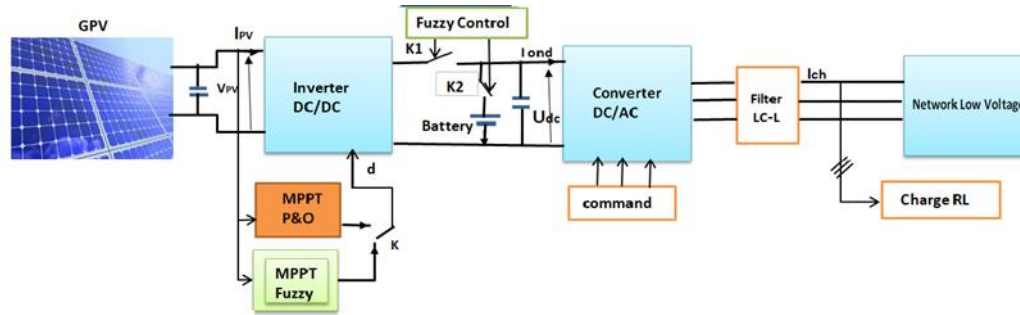 GPV
IPV
VPV
Inverter
DC/DC
Fuzzy Control
K1
K2
Battery
I ond
Udc
Converter
DC/AC
Filter
LC-L
Ich
Network Low Voltage
d
MPPT
P&O
K
MPPT
Fuzzy
command
Charge RL